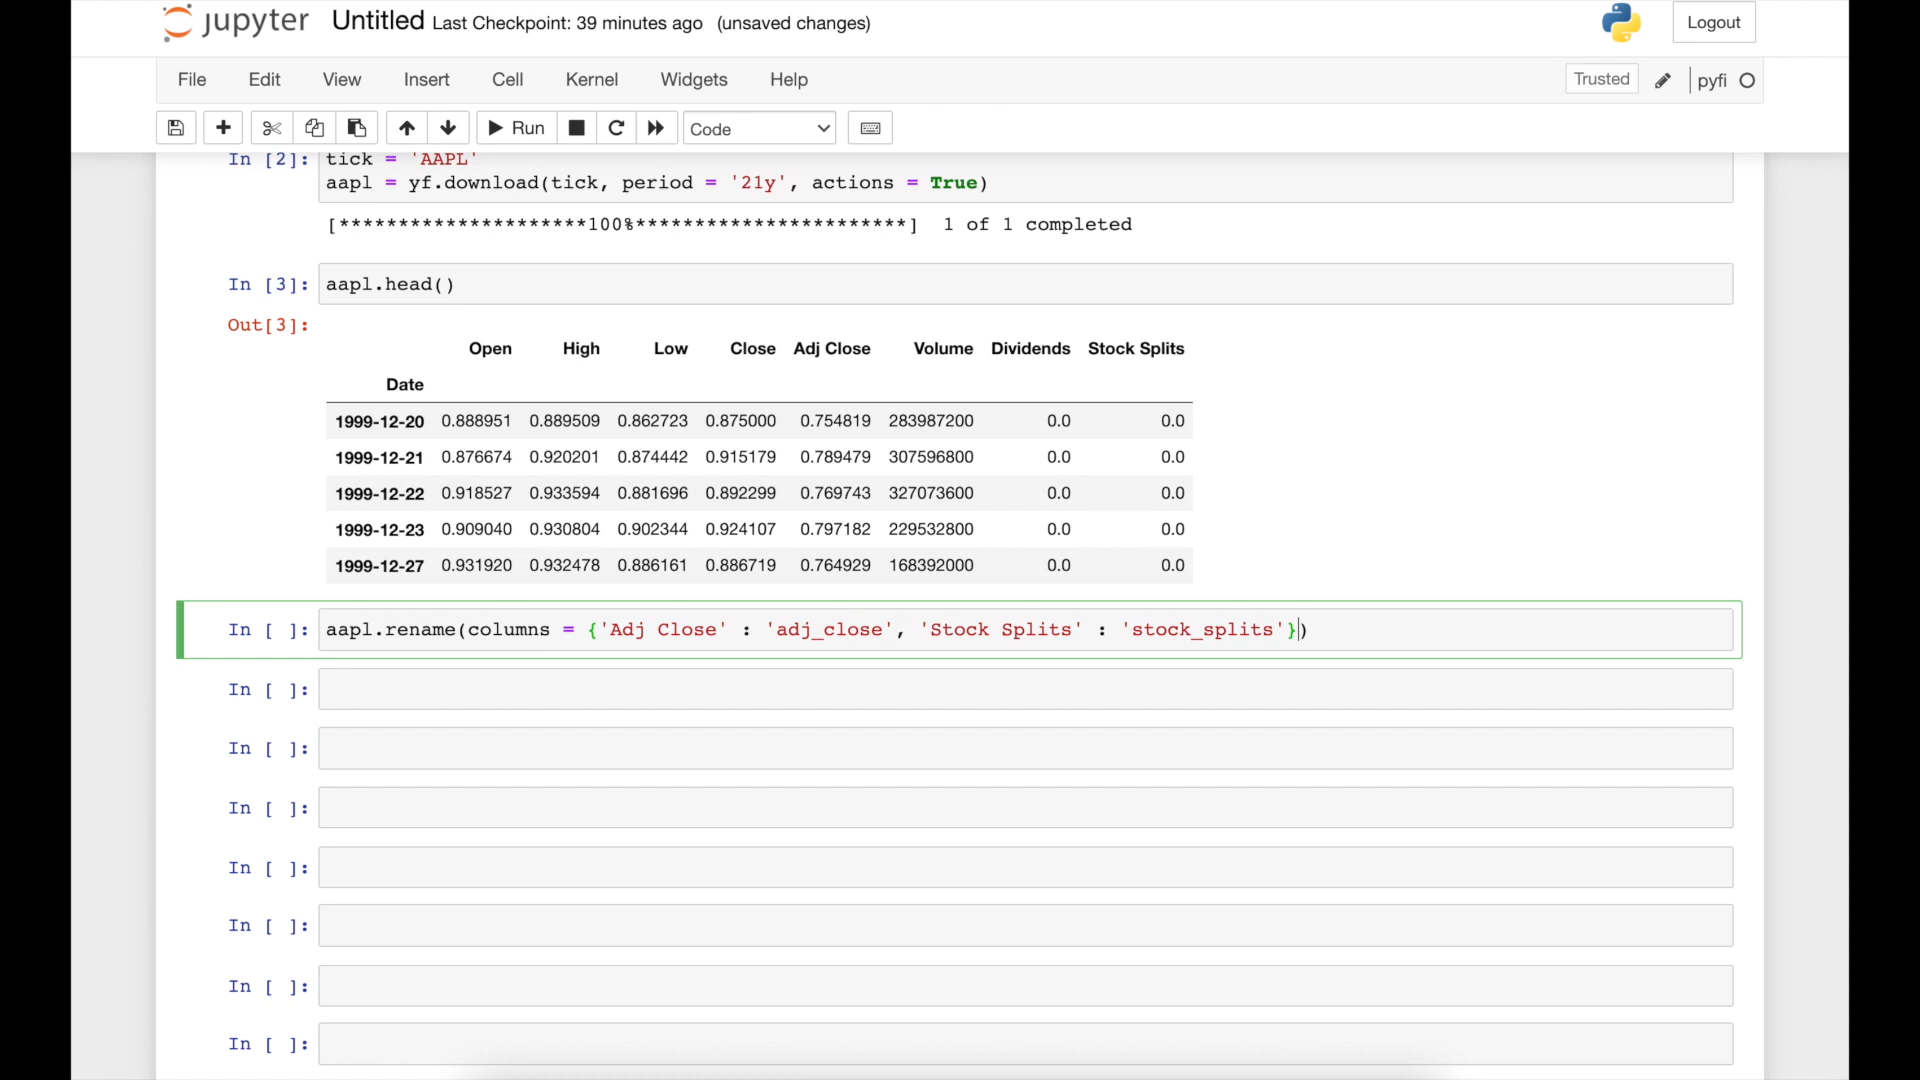 jupyter Untitled Last Checkpoint: 39 minutes ago (unsaved changes) Logout
File Edit View Insert Cell Kernel Widgets Help Trusted pyfi
Run Code
In [2]: tick = 'AAPL'
aapl = yf.download(tick, period = '21y', actions = True)
[*********************100%***********************] 1 of 1 completed
In [3]: aapl.head()
Out[3]:
Open High Low Close Adj Close Volume Dividends Stock Splits
Date
1999-12-20 0.888951 0.889509 0.862723 0.875000 0.754819 283987200 0.0 0.0
1999-12-21 0.876674 0.920201 0.874442 0.915179 0.789479 307596800 0.0 0.0
1999-12-22 0.918527 0.933594 0.881696 0.892299 0.769743 327073600 0.0 0.0
1999-12-23 0.909040 0.930804 0.902344 0.924107 0.797182 229532800 0.0 0.0
1999-12-27 0.931920 0.932478 0.886161 0.886719 0.764929 168392000 0.0 0.0
In [ ]: aapl.rename(columns = {'Adj Close' : 'adj_close', 'Stock Splits' : 'stock_splits'})
In [ ]:
In [ ]:
In [ ]:
In [ ]:
In [ ]:
In [ ]:
In [ ]: